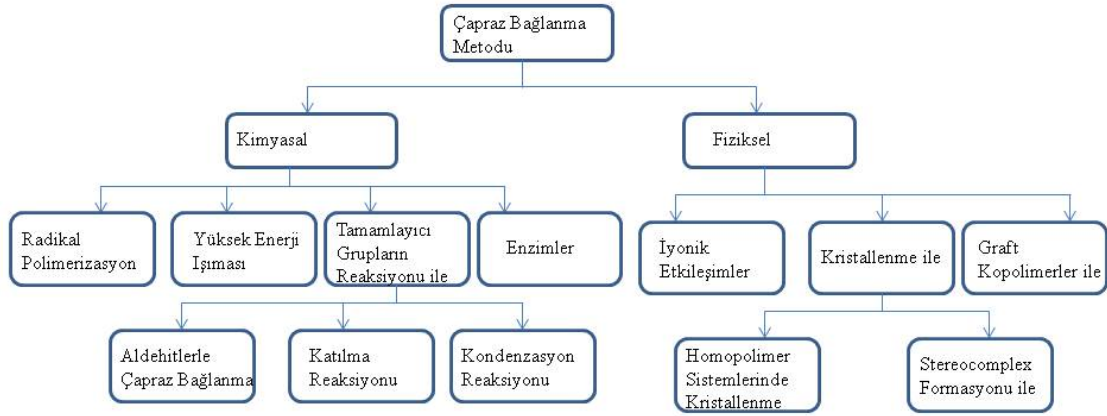 Çapraz Bağlanma
Metodu
Kimyasal
Fiziksel
Radikal
Polimerizasyon
Yüksek Enerji
Işıması
Tamamlayıcı
Grupların
Reaksiyonu ile
Enzimler
İyonik
Etkileşimler
Kristallenme ile
Graft
Kopolimerler ile
Aldehitlerle
Çapraz Bağlanma
Katılma
Reaksiyonu
Kondenzasyon
Reaksiyonu
Homopolimer
Sistemlerinde
Kristallenme
Stereocomplex
Formasyonu ile